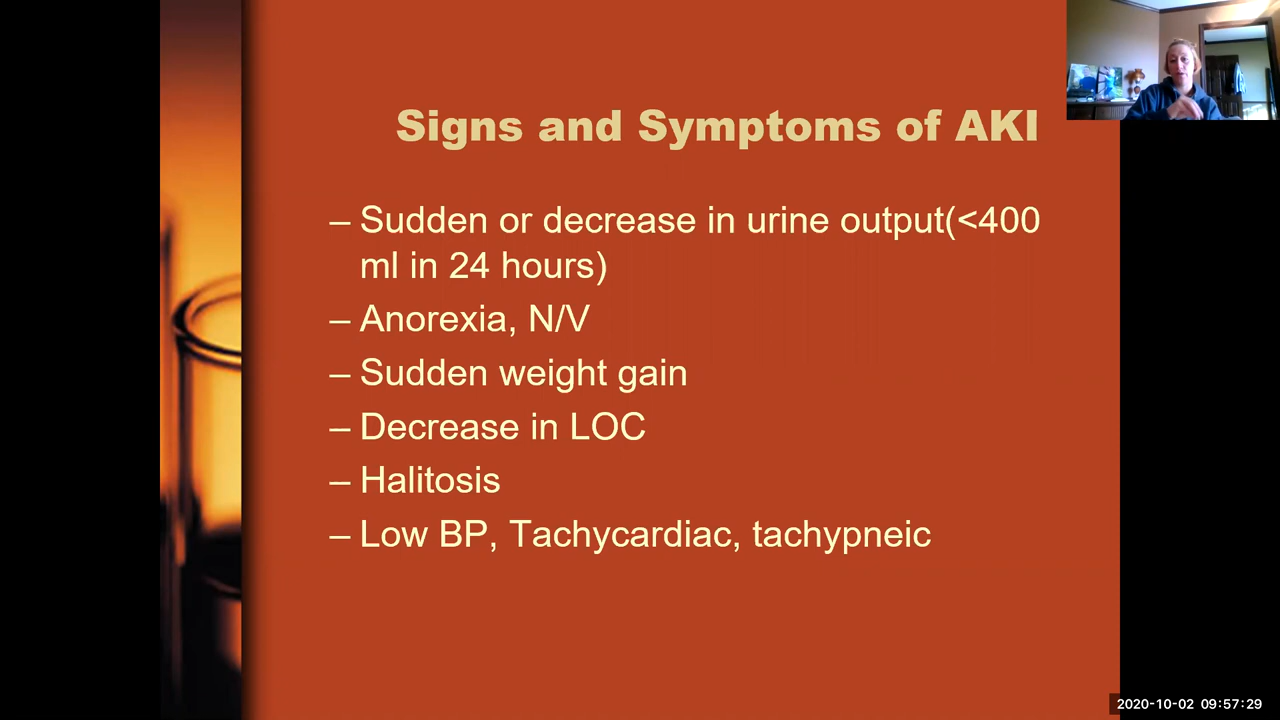 Signs and Symptoms of AKI
– Sudden or decrease in urine output(<400
ml in 24 hours)
– Anorexia, N/V
– Sudden weight gain
– Decrease in LOC
– Halitosis
– Low BP, Tachycardiac, tachypneic
2020-10-02 09:57:29